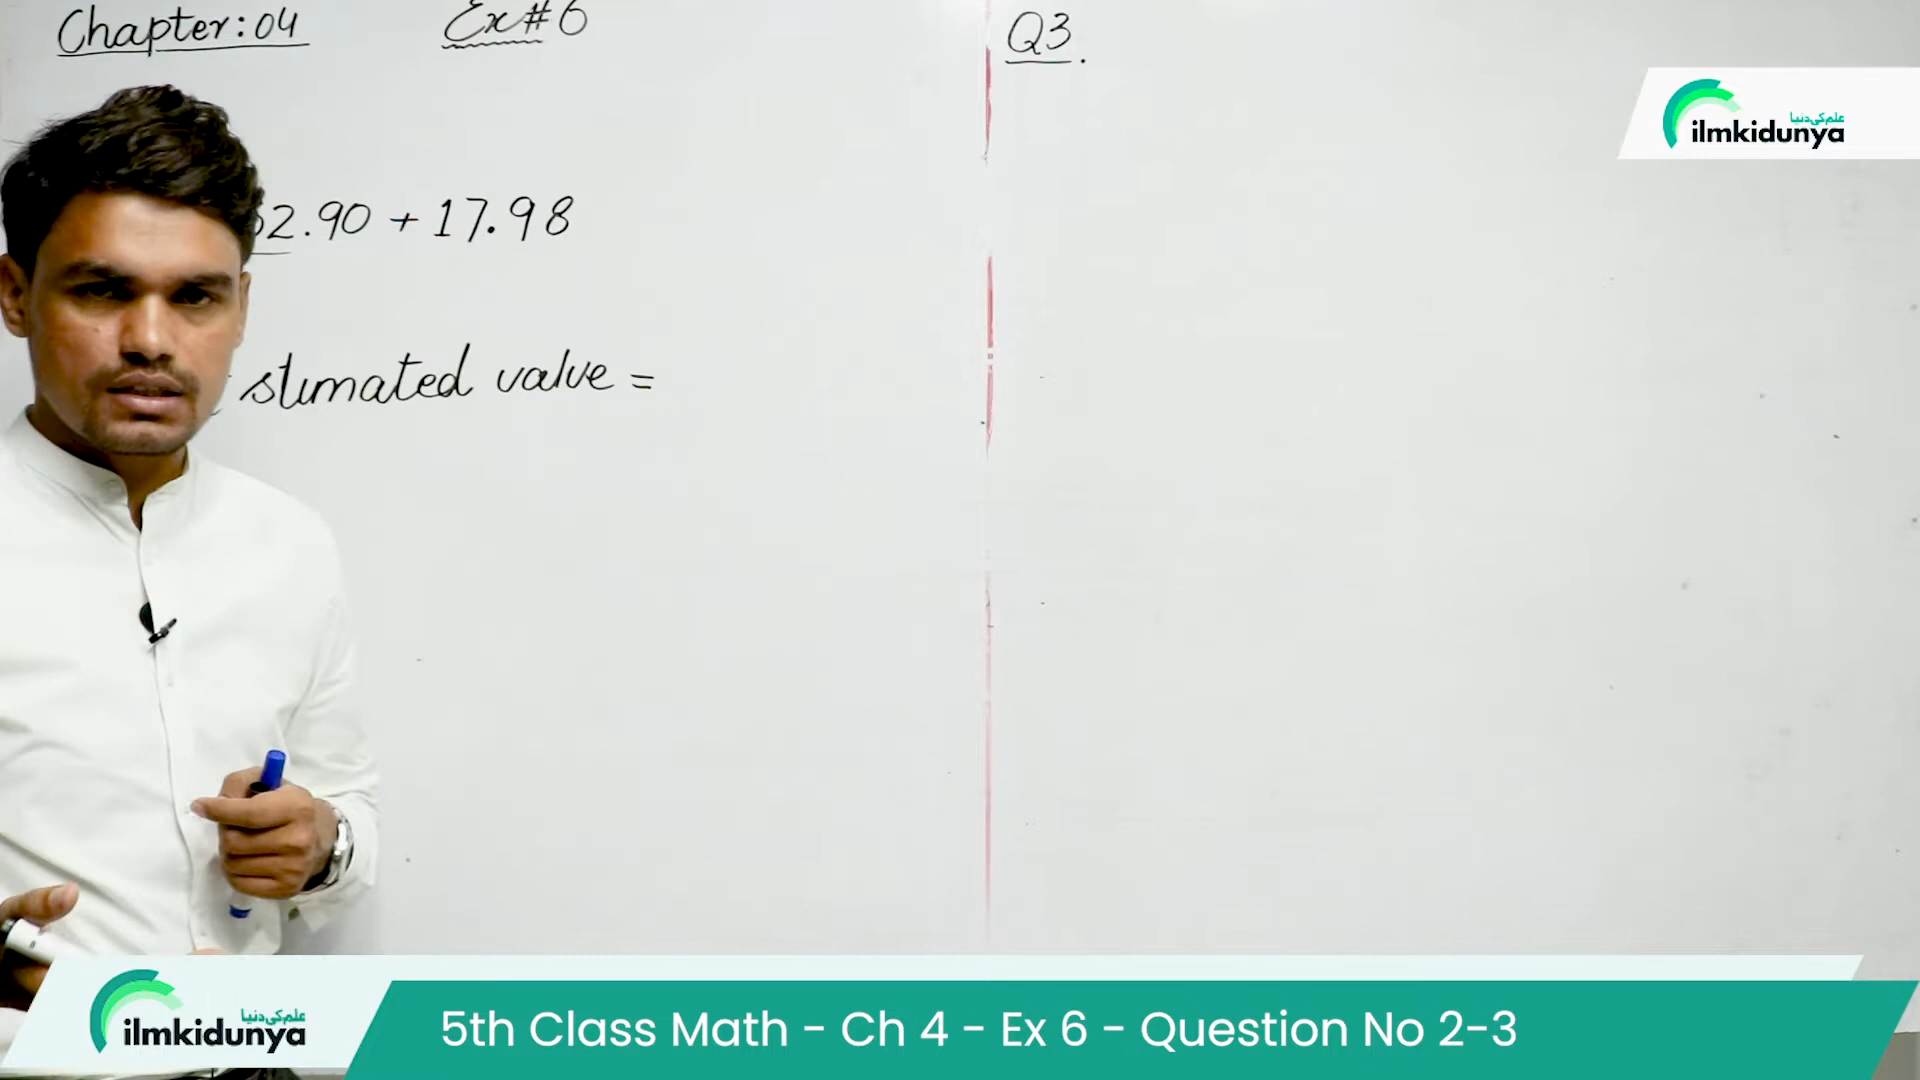 Chapter: 04
Ex # 6
2.90 + 17.98
stimated value =
Q3.
علم کی دنیا
ilmkidunya
علم کی دنیا
ilmkidunya
5th Class Math - Ch 4 - Ex 6 - Question No 2-3